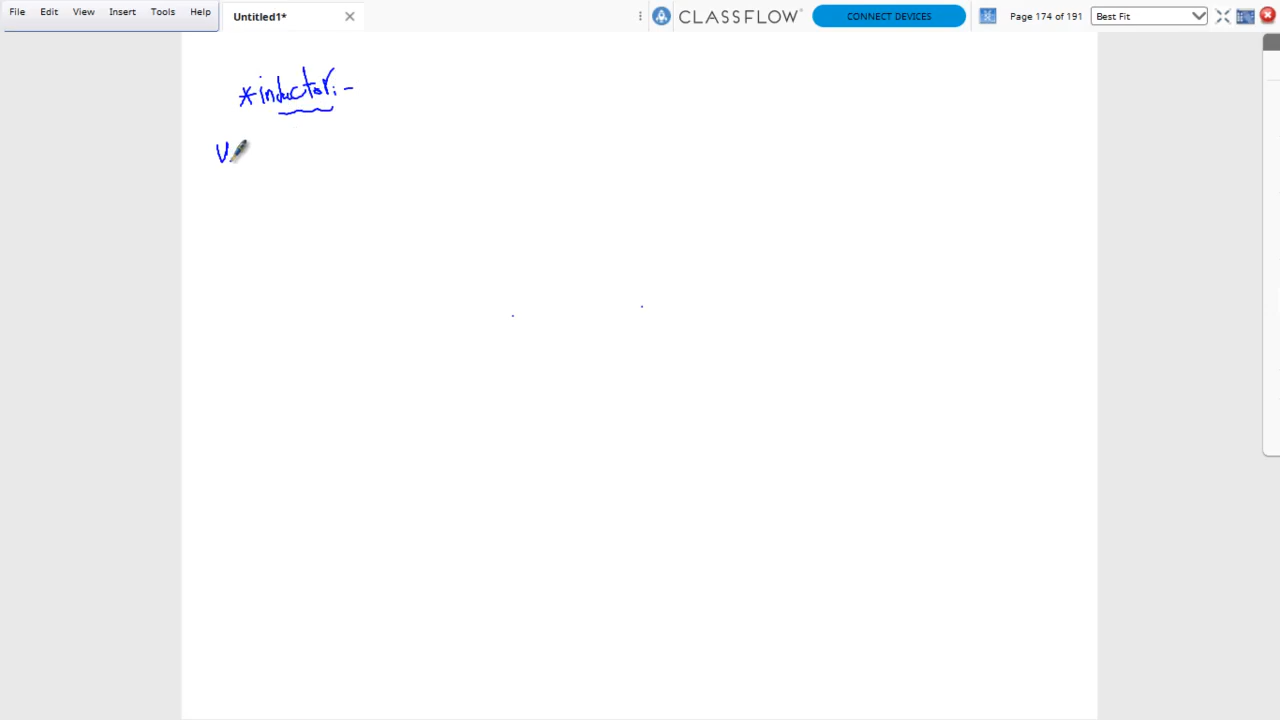 File Edit View Insert Tools Help Untitled1* CLASSFLOW® CONNECT DEVICES Page 174 of 191 Best Fit
*inductor:-
V